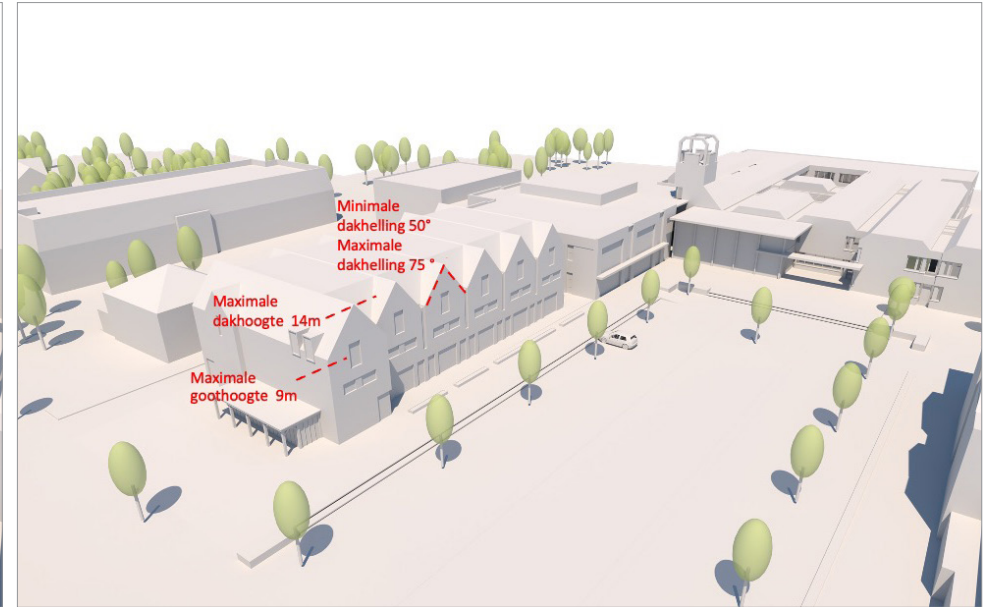 Minimale
dakhelling 50°
Maximale
dakhelling 75 °
Maximale
dakhoogte 14m
Maximale
goothoogte 9m